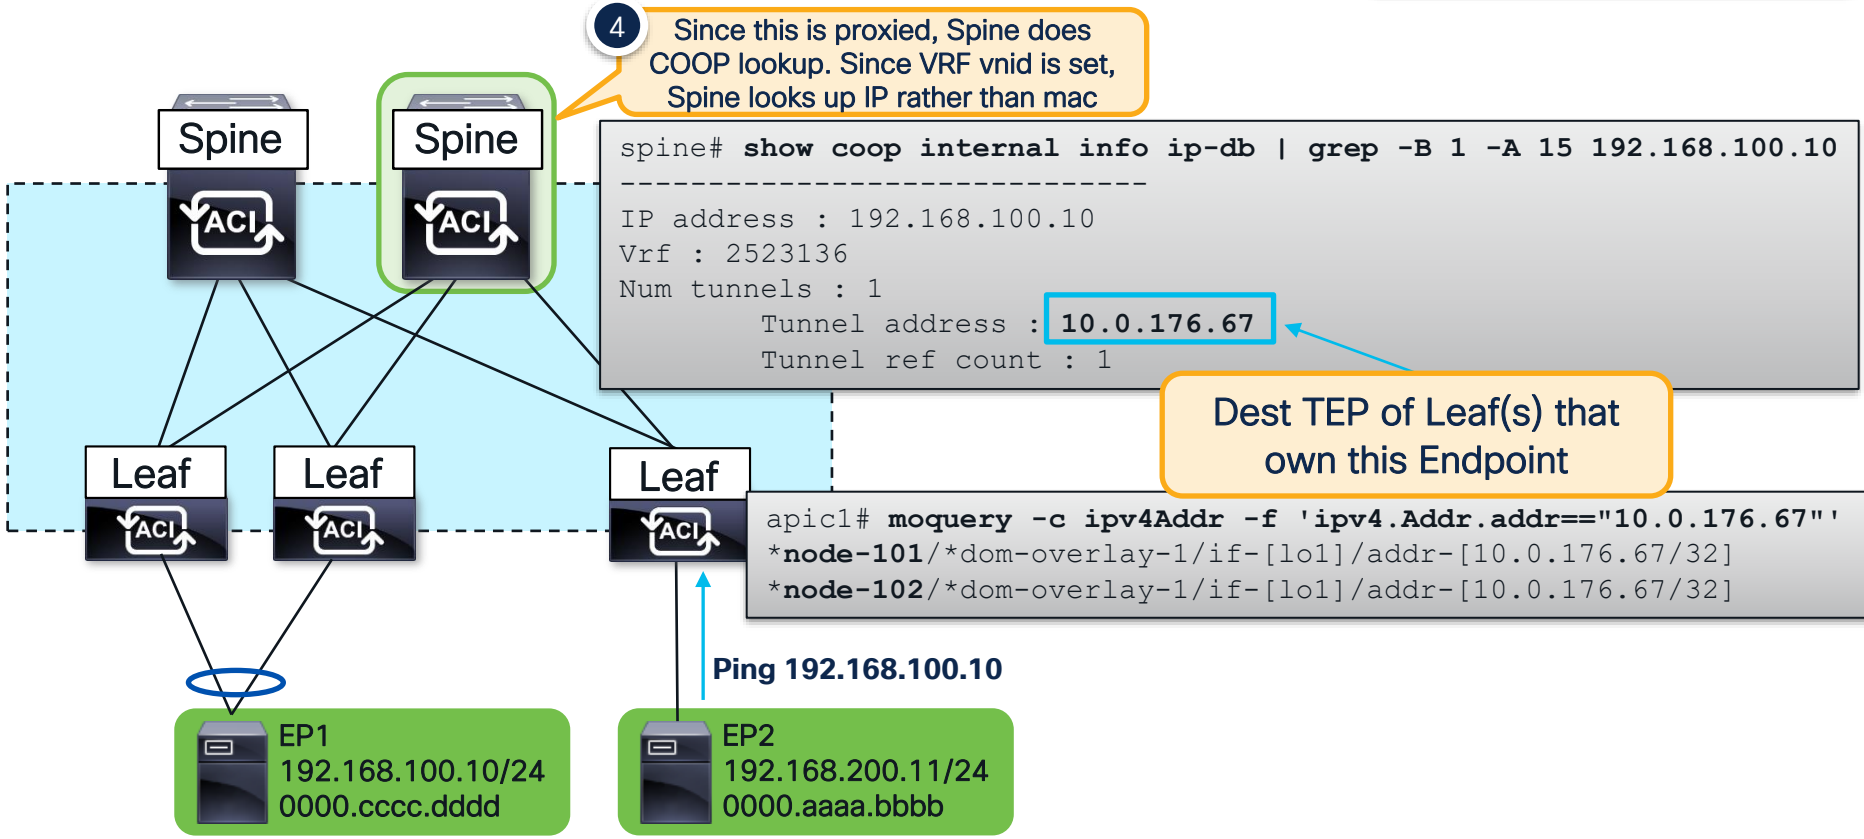 4
Since this is proxied, Spine does
COOP lookup. Since VRF vnid is set,
Spine looks up IP rather than mac
Spine
Spine
ACI
ACI
spine# show coop internal info ip-db | grep -B 1 -A 15 192.168.100.10
------------------------------
IP address : 192.168.100.10
Vrf : 2523136
Num tunnels : 1
Tunnel address : 10.0.176.67
Tunnel ref count : 1
Dest TEP of Leaf(s) that
own this Endpoint
Leaf
Leaf
Leaf
ACI
ACI
ACI
apic1# moquery -c ipv4Addr -f 'ipv4.Addr.addr=="10.0.176.67"'
*node-101/*dom-overlay-1/if-[lo1]/addr-[10.0.176.67/32]
*node-102/*dom-overlay-1/if-[lo1]/addr-[10.0.176.67/32]
Ping 192.168.100.10
EP1
192.168.100.10/24
0000.cccc.dddd
EP2
192.168.200.11/24
0000.aaaa.bbbb